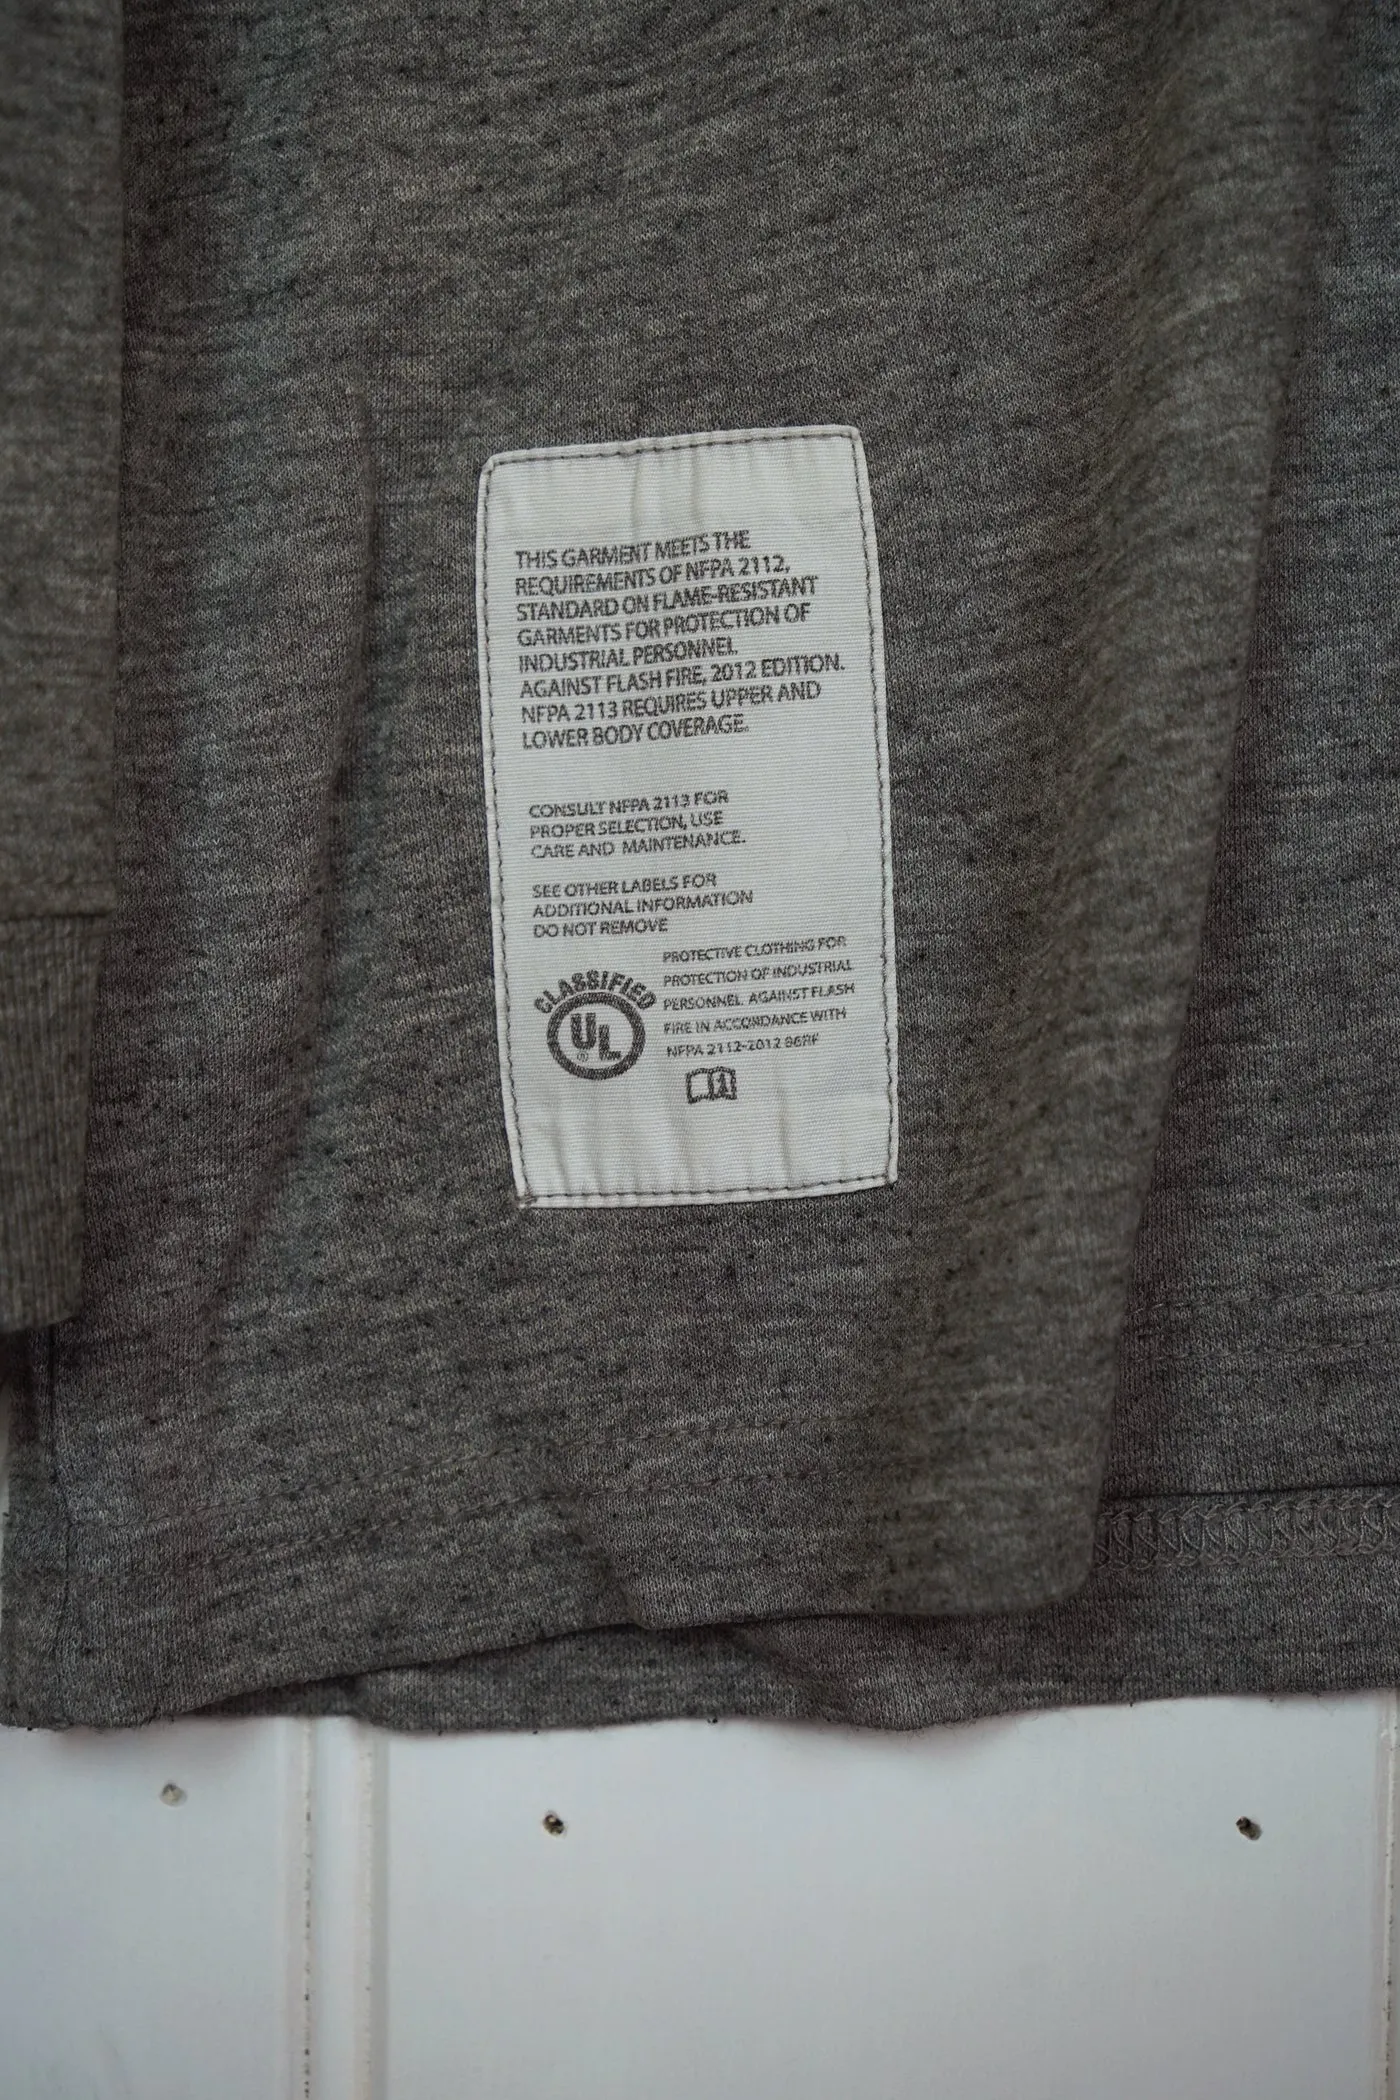 THIS GARMENT MEETS THE
REQUIREMENTS OF NFPA 2112,
STANDARD ON FLAME-RESISTANT
GARMENTS FOR PROTECTION OF
INDUSTRIAL PERSONNEL.
AGAINST FLASH FIRE, 2012 EDITION.
NFPA 2113 REQUIRES UPPER AND
LOWER BODY COVERAGE.
CONSULT NFPA 2113 FOR
PROPER SELECTION, USE
CARE AND MAINTENANCE.
SEE OTHER LABELS FOR
ADDITIONAL INFORMATION
DO NOT REMOVE
CLASSIFIED
UL
®
PROTECTIVE CLOTHING FOR
PROTECTION OF INDUSTRIAL
PERSONNEL AGAINST FLASH
FIRE IN ACCORDANCE WITH
NFPA 2112-2012